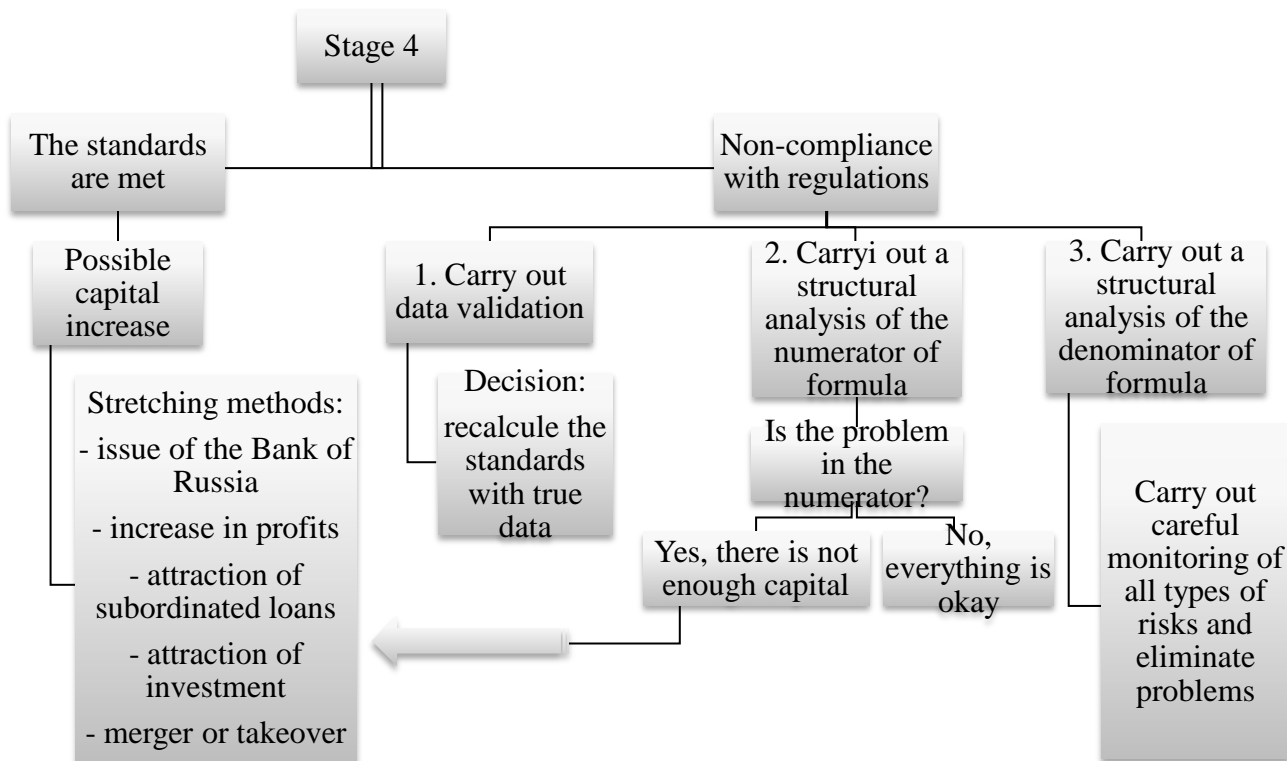 Stage 4
The standards
are met
Non-compliance
with regulations
Possible
capital
increase
1. Carry out
data validation
2. Carryi out a
structural
analysis of the
numerator of
formula
3. Carry out a
structural
analysis of the
denominator of
formula
Stretching methods:
- issue of the Bank of
Russia
- increase in profits
- attraction of
subordinated loans
- attraction of
investment
- merger or takeover
Decision:
recalcule the
standards
with true
data
Is the problem
in the
numerator?
Yes, there is not
enough capital
No,
everything is
okay
Carry out
careful
monitoring of
all types of
risks and
eliminate
problems